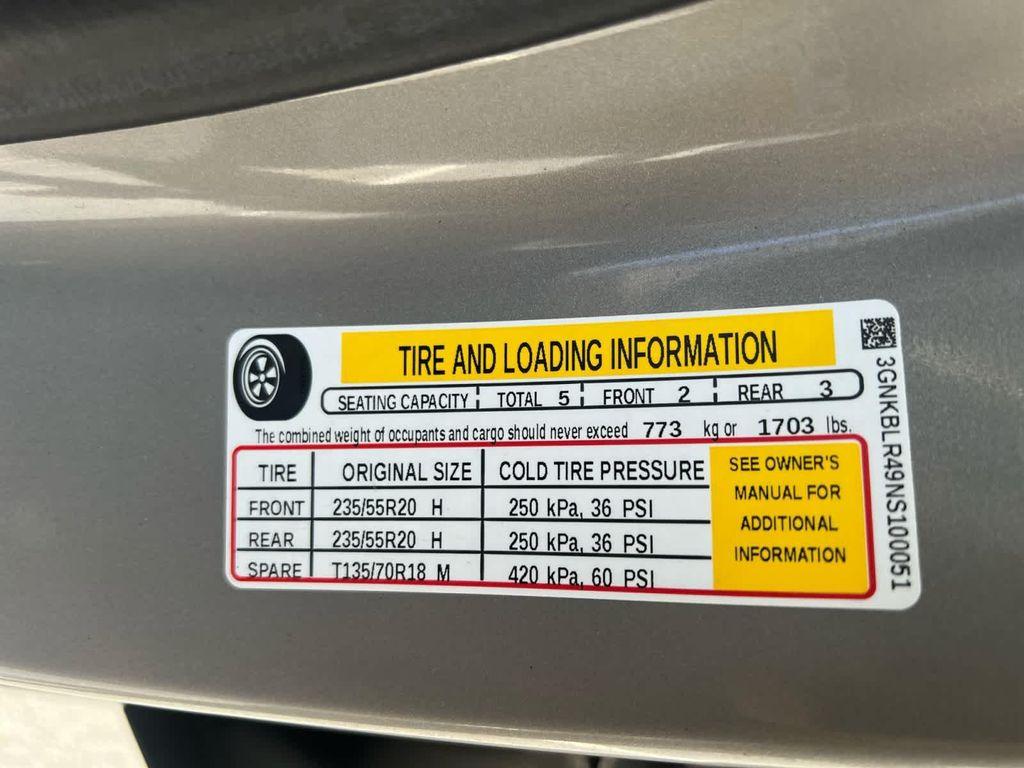 TIRE AND LOADING INFORMATION
SEATING CAPACITY TOTAL 5 FRONT 2 REAR 3
The combined weight of occupants and cargo should never exceed 773 kg or 1703 lbs.
TIRE ORIGINAL SIZE COLD TIRE PRESSURE
FRONT 235/55R20 H 250 kPa, 36 PSI
REAR 235/55R20 H 250 kPa, 36 PSI
SPARE T135/70R18 M 420 kPa, 60 PSI
SEE OWNER'S
MANUAL FOR
ADDITIONAL
INFORMATION
3GNKBLR49NS100051